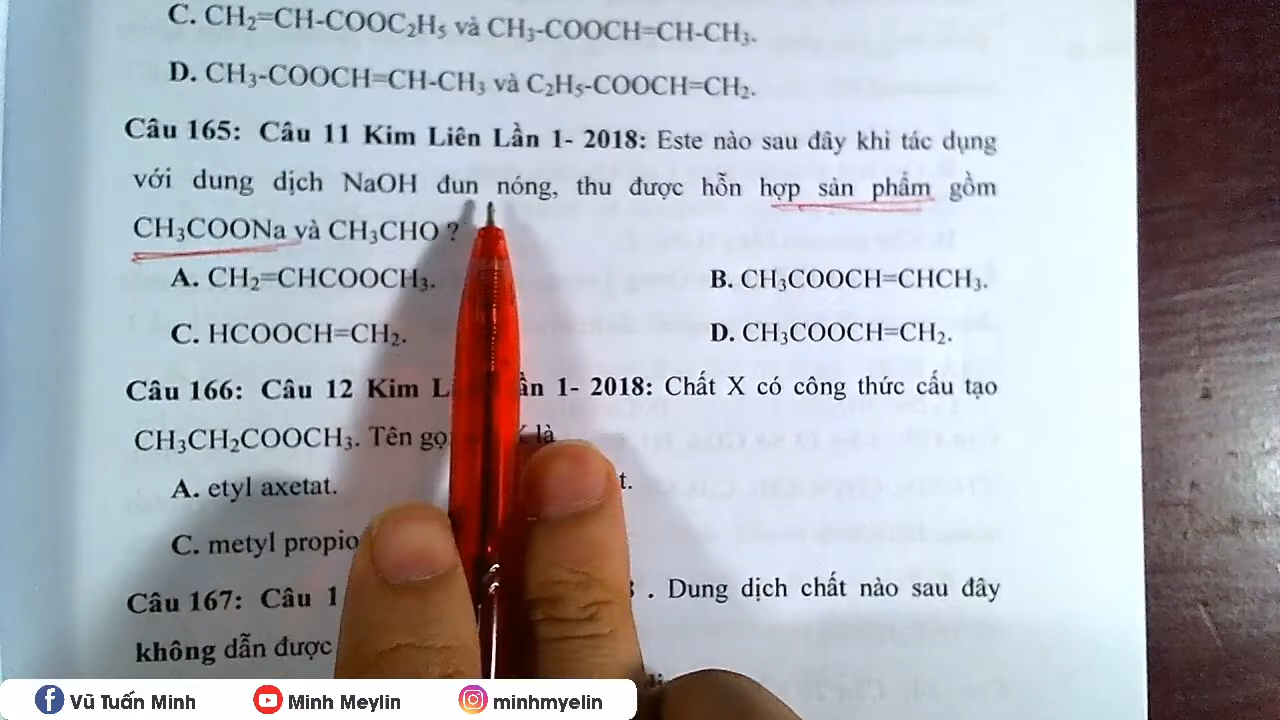 C. CH₂=CH-COOC₂H₅ và CH₃-COOCH=CH-CH₃.
D. CH₃-COOCH=CH-CH₃ và C₂H₅-COOCH=CH₂.
Câu 165: Câu 11 Kim Liên Lần 1- 2018: Este nào sau đây khi tác dụng
với dung dịch NaOH đun nóng, thu được hỗn hợp sản phẩm gồm
CH₃COONa và CH₃CHO ?
A. CH₂=CHCOOCH₃. B. CH₃COOCH=CHCH₃.
C. HCOOCH=CH₂. D. CH₃COOCH=CH₂.
Câu 166: Câu 12 Kim 1- 2018: Chất X có công thức cấu tạo
CH₃CH₂COOCH₃. Tên là
A. etyl axetat.
C. metyl
Câu 167: Câu . Dung dịch chất nào sau đây
không dẫn được
Vũ Tuấn Minh Minh Meylin minhmyelin